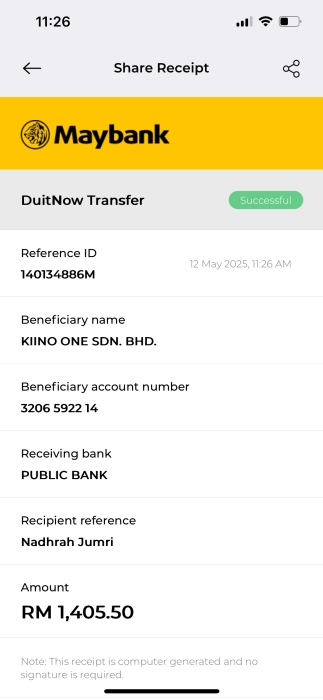 11:26
Share Receipt
Maybank
DuitNow Transfer
Successful
Reference ID
12 May 2025, 11:26 AM
140134886M
Beneficiary name
KIINO ONE SDN. BHD.
Beneficiary account number
3206 5922 14
Receiving bank
PUBLIC BANK
Recipient reference
Nadhrah Jumri
Amount
RM 1,405.50
Note: This receipt is computer generated and no
signature is required.